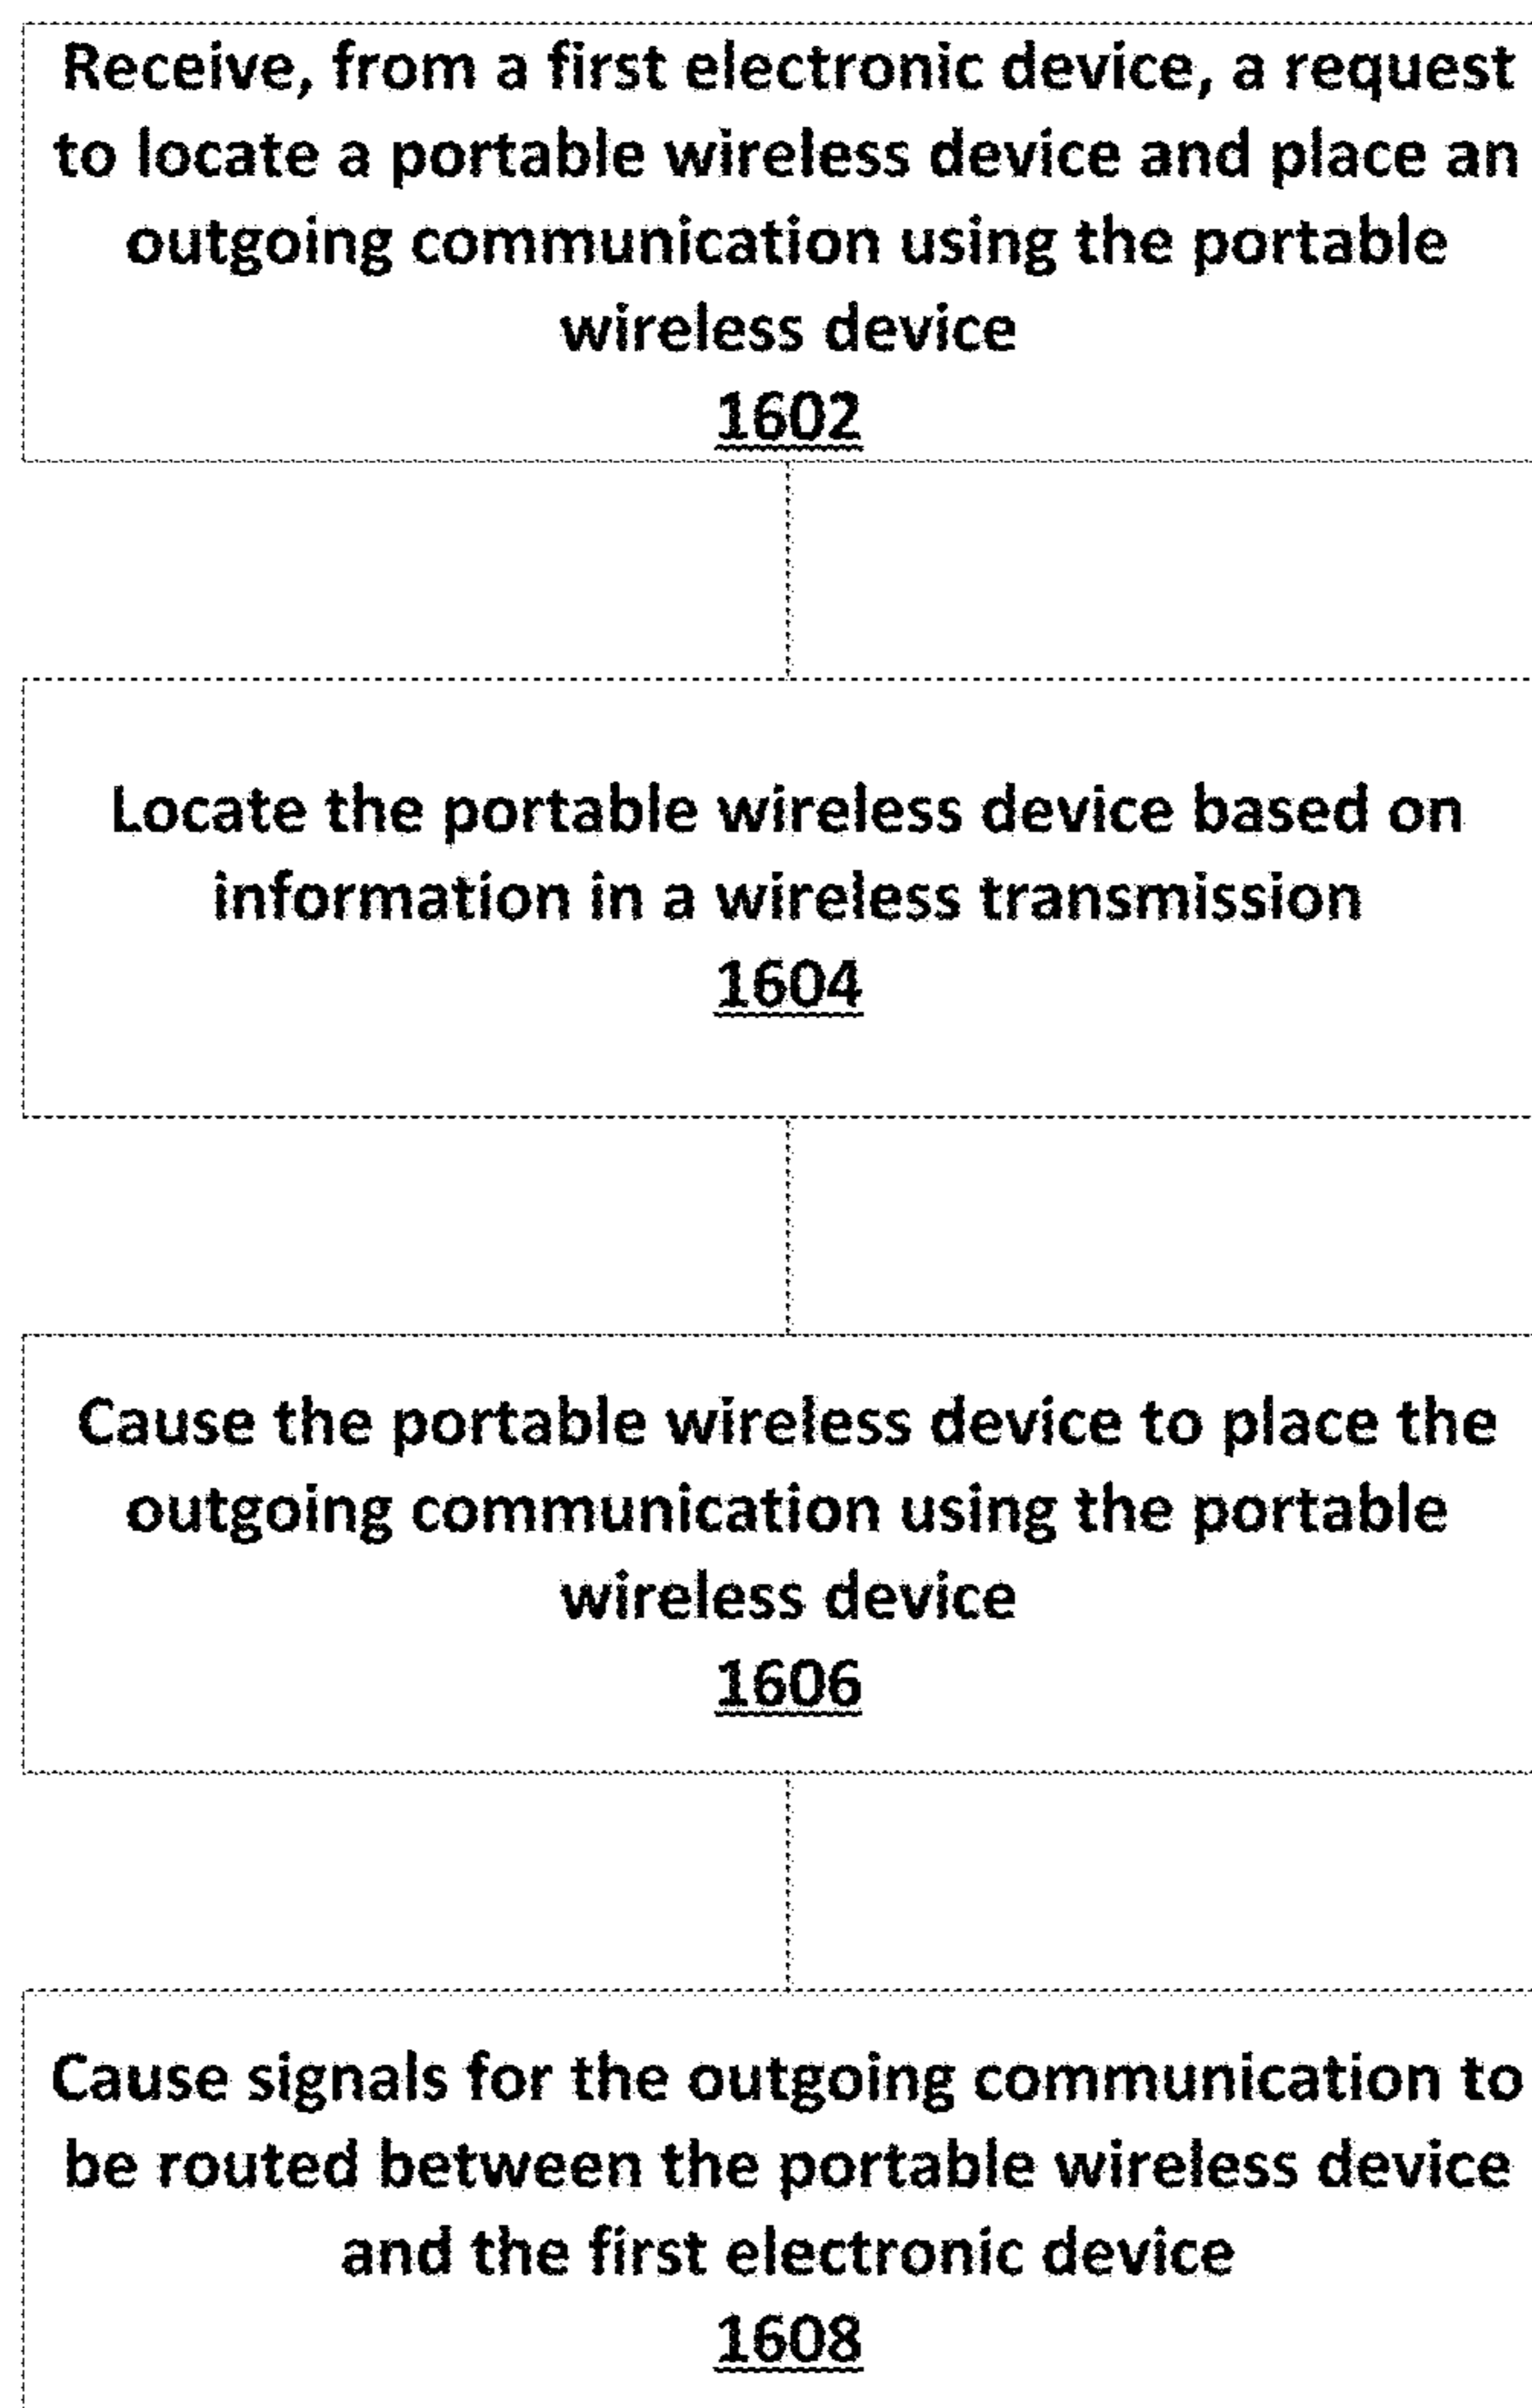 Receive, from a first electronic device, a request
to locate a portable wireless device and place an
outgoing communication using the portable
wireless device
1602
Locate the portable wireless device based on
information in a wireless transmission
1604
Cause the portable wireless device to place the
outgoing communication using the portable
wireless device
1606
Cause signals for the outgoing communication to
be routed between the portable wireless device
and the first electronic device
1608